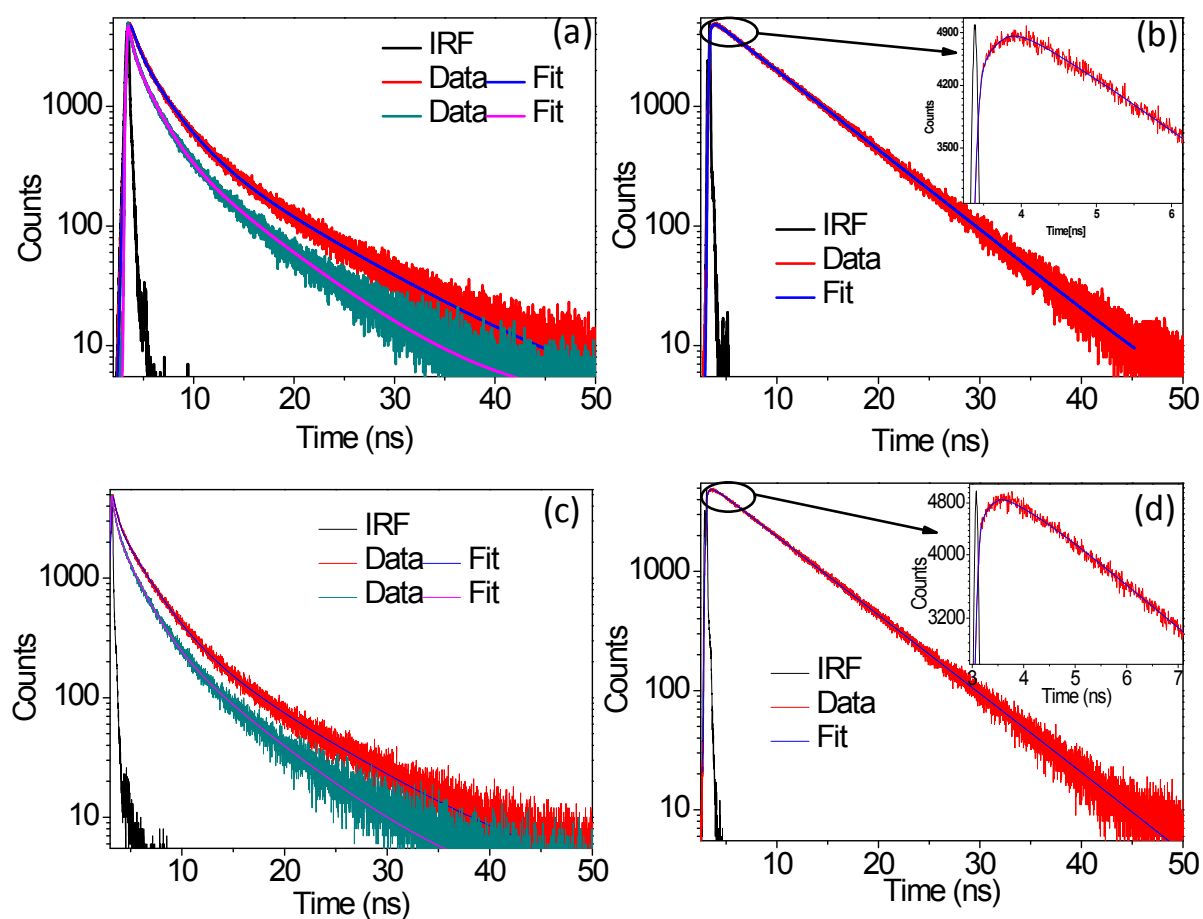 (a)
IRF
Data Fit
Data Fit
1000
100
10
Counts
10 20 30 40 50
Time (ns)
(b)
4900
4200
3500
Counts
4 5 6
Time[ns]
IRF
Data
Fit
1000
100
10
Counts
10 20 30 40 50
Time (ns)
(c)
IRF
Data Fit
Data Fit
1000
100
10
Counts
10 20 30 40 50
Time (ns)
(d)
4800
4000
3200
Counts
3 4 5 6 7
Time (ns)
IRF
Data
Fit
1000
100
10
Counts
10 20 30 40 50
Time (ns)